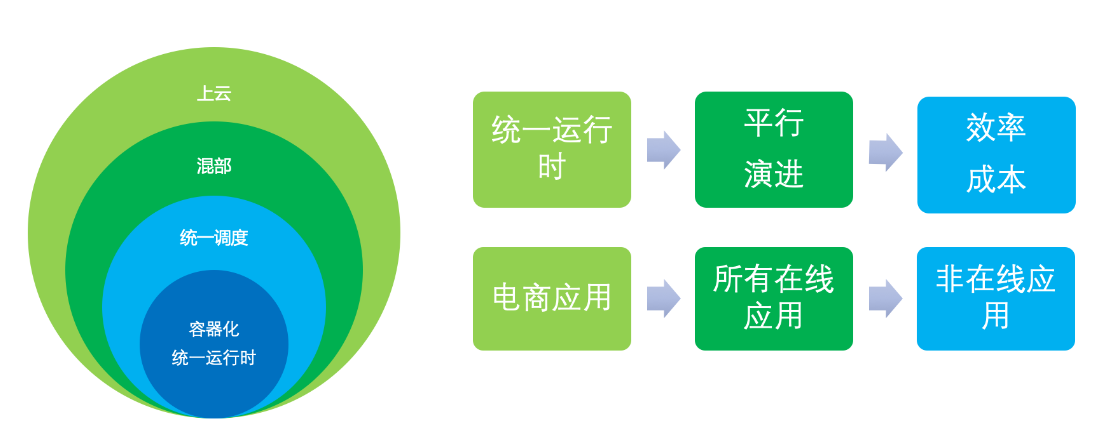 上云
混部
统一调度
容器化
统一运行时
统一运行
时
平行
演进
效率
成本
电商应用
所有在线
应用
非在线应
用